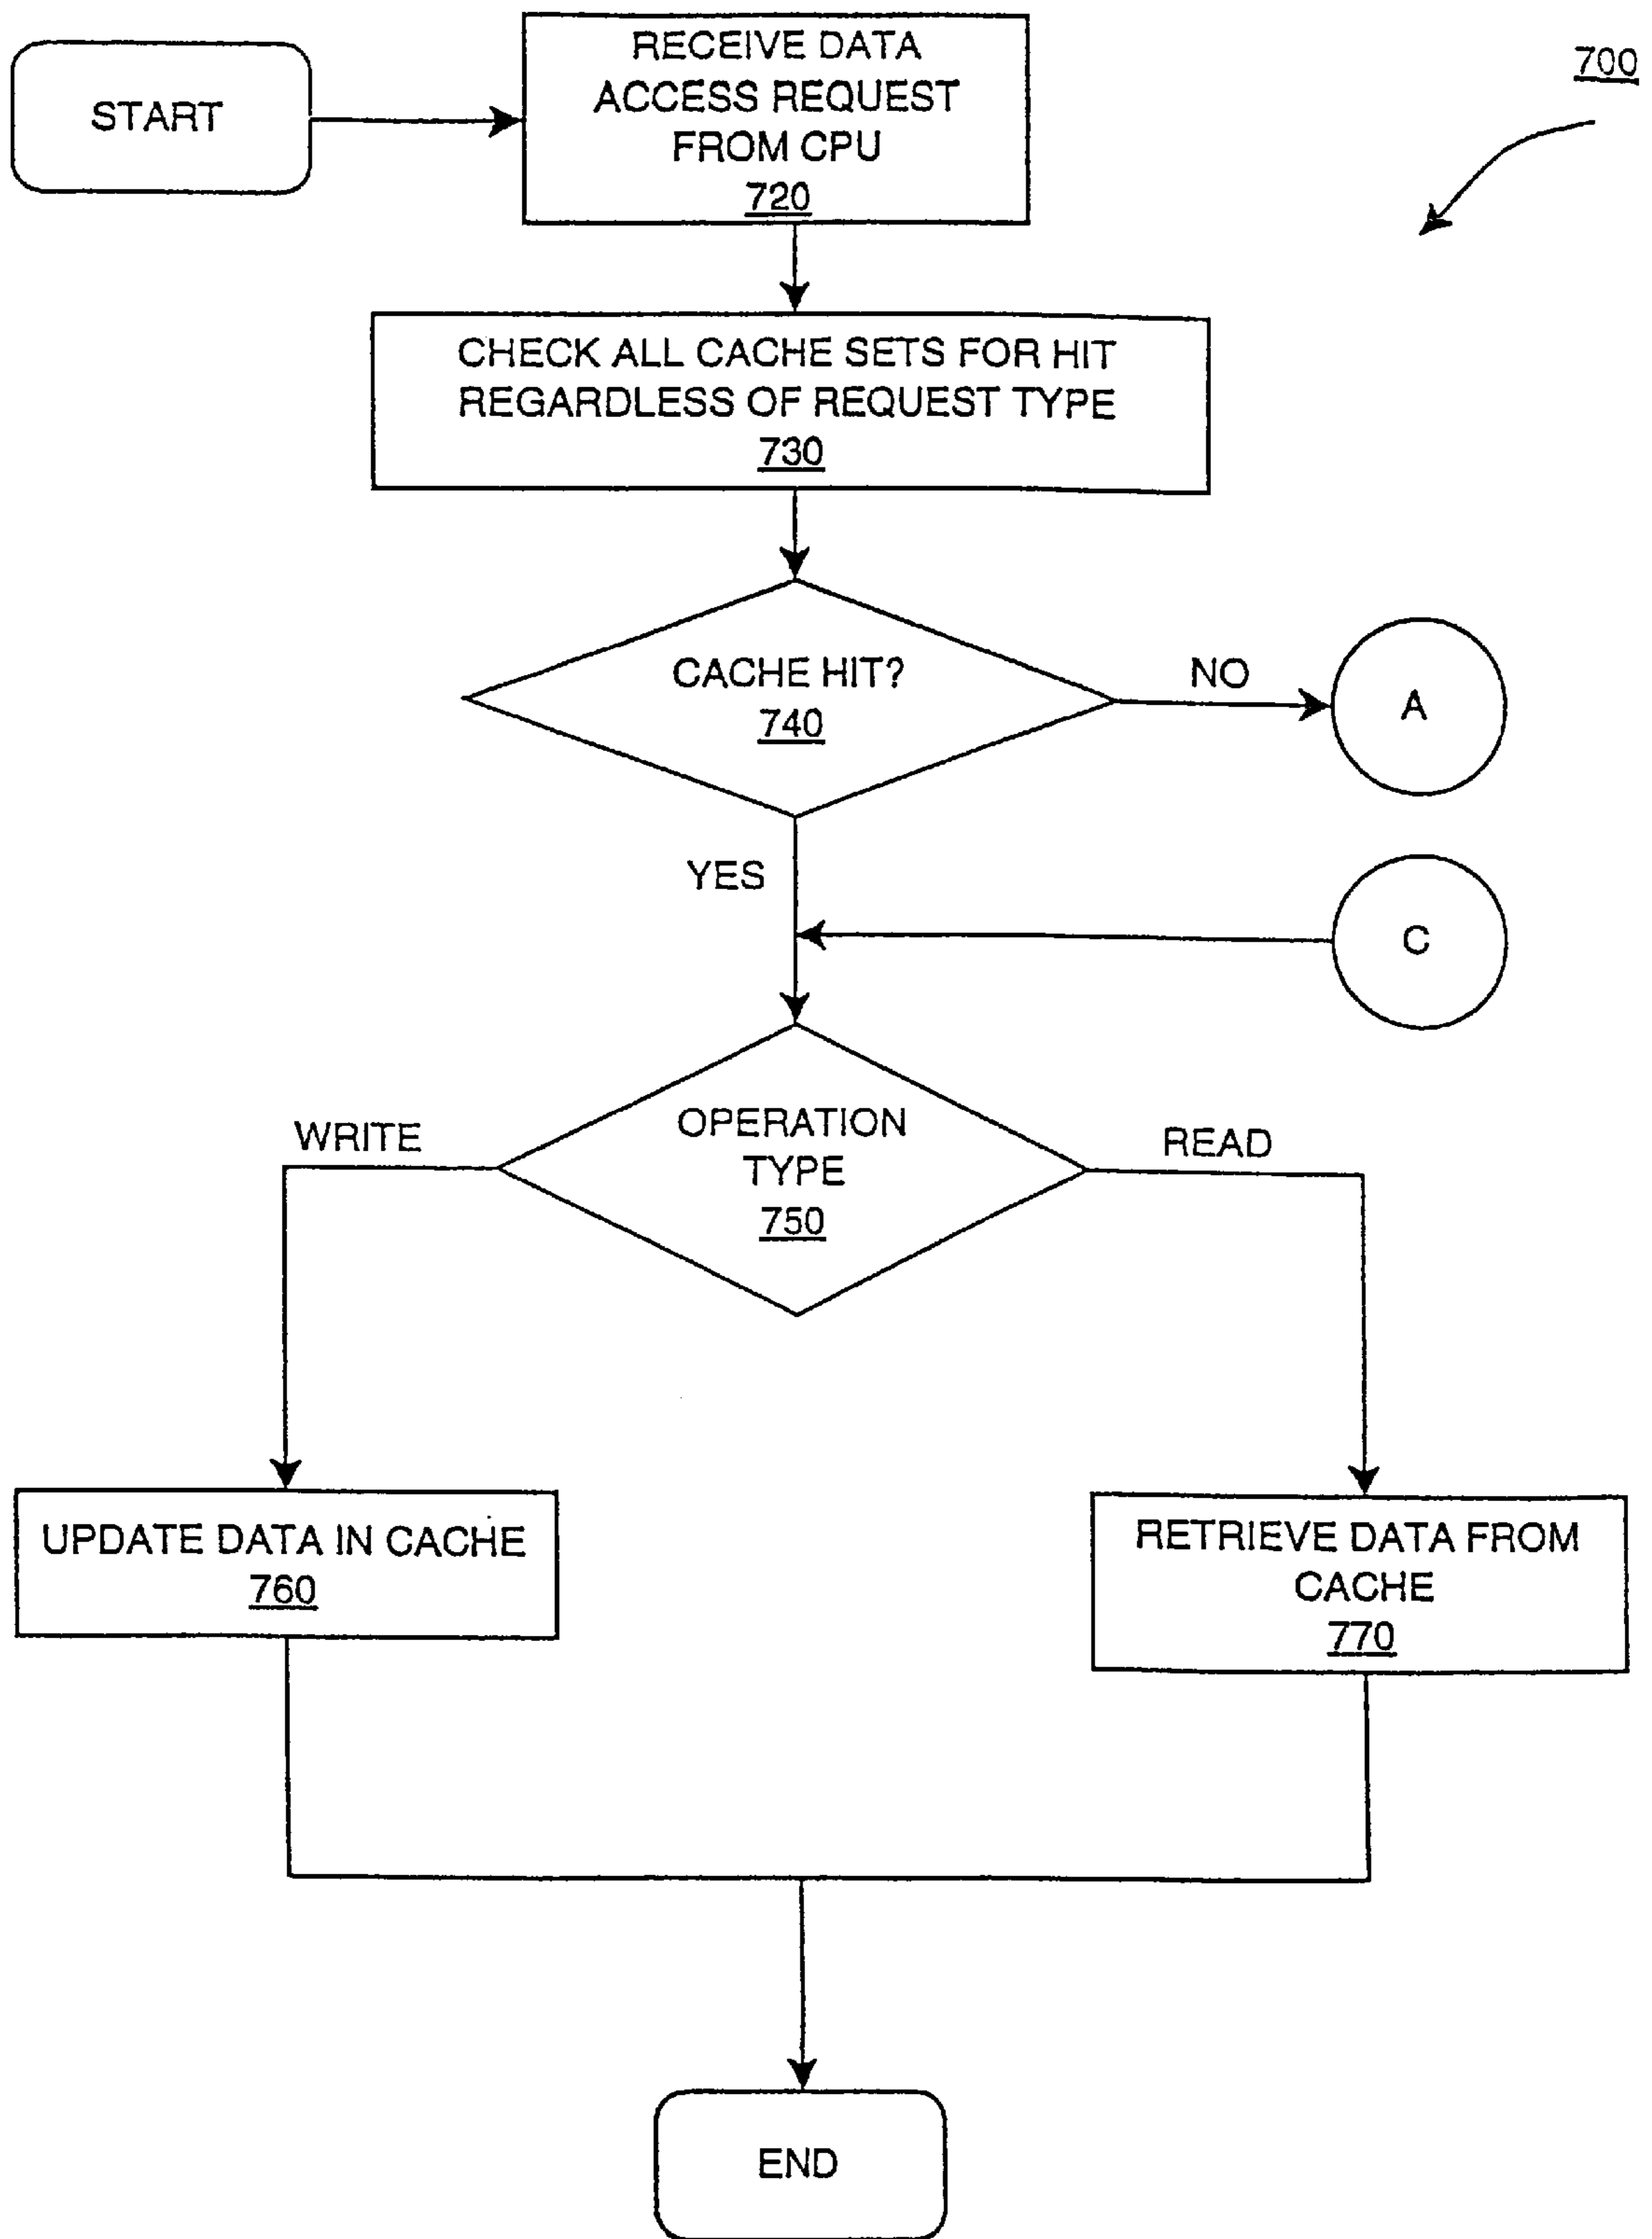 START
RECEIVE DATA
ACCESS REQUEST
FROM CPU
720
700
CHECK ALL CACHE SETS FOR HIT
REGARDLESS OF REQUEST TYPE
730
CACHE HIT?
740
NO
A
YES
C
OPERATION
TYPE
750
WRITE
READ
UPDATE DATA IN CACHE
760
RETRIEVE DATA FROM
CACHE
770
END